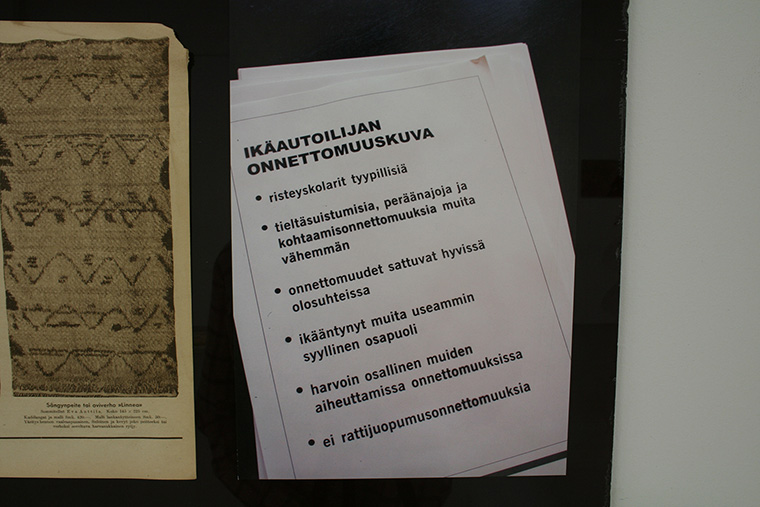 Sängynpeite tai oviverho »Linnea»
IKÄAUTOILIJAN
ONNETTOMUUSKUVA
• risteyskolarit tyypillisiä
• tieltäsuistumisia, peräänajoja ja
kohtaamisonnettomuuksia muita
vähemmän
• onnettomuudet sattuvat hyvissä
olosuhteissa
• ikääntynyt muita useammin
syyllinen osapuoli
• harvoin osallinen muiden
aiheuttamissa onnettomuuksissa
• ei rattijuopumusonnettomuuksia